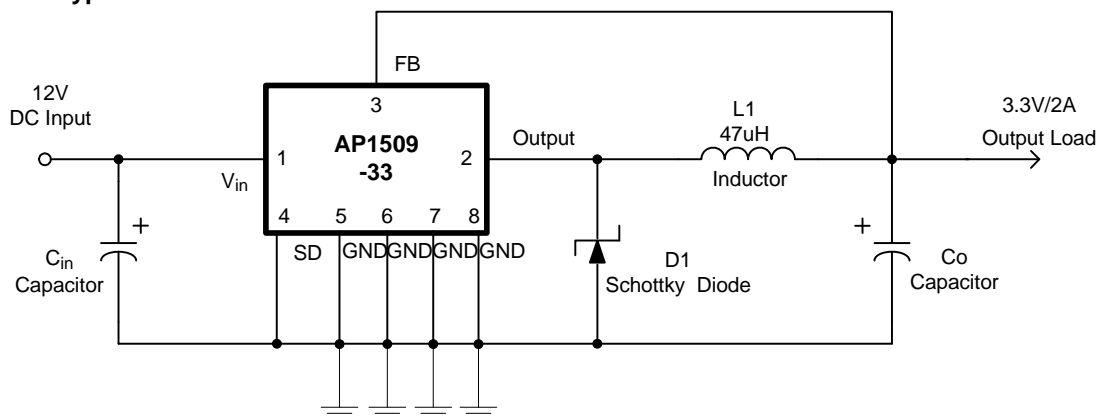 FB
12V
DC Input
3
AP1509
-33
1
2
Vin
Output
L1
47uH
Inductor
3.3V/2A
Output Load
4
5
6
7
8
SD
GND
GND
GND
GND
+
Cin
Capacitor
D1
Schottky Diode
+
Co
Capacitor